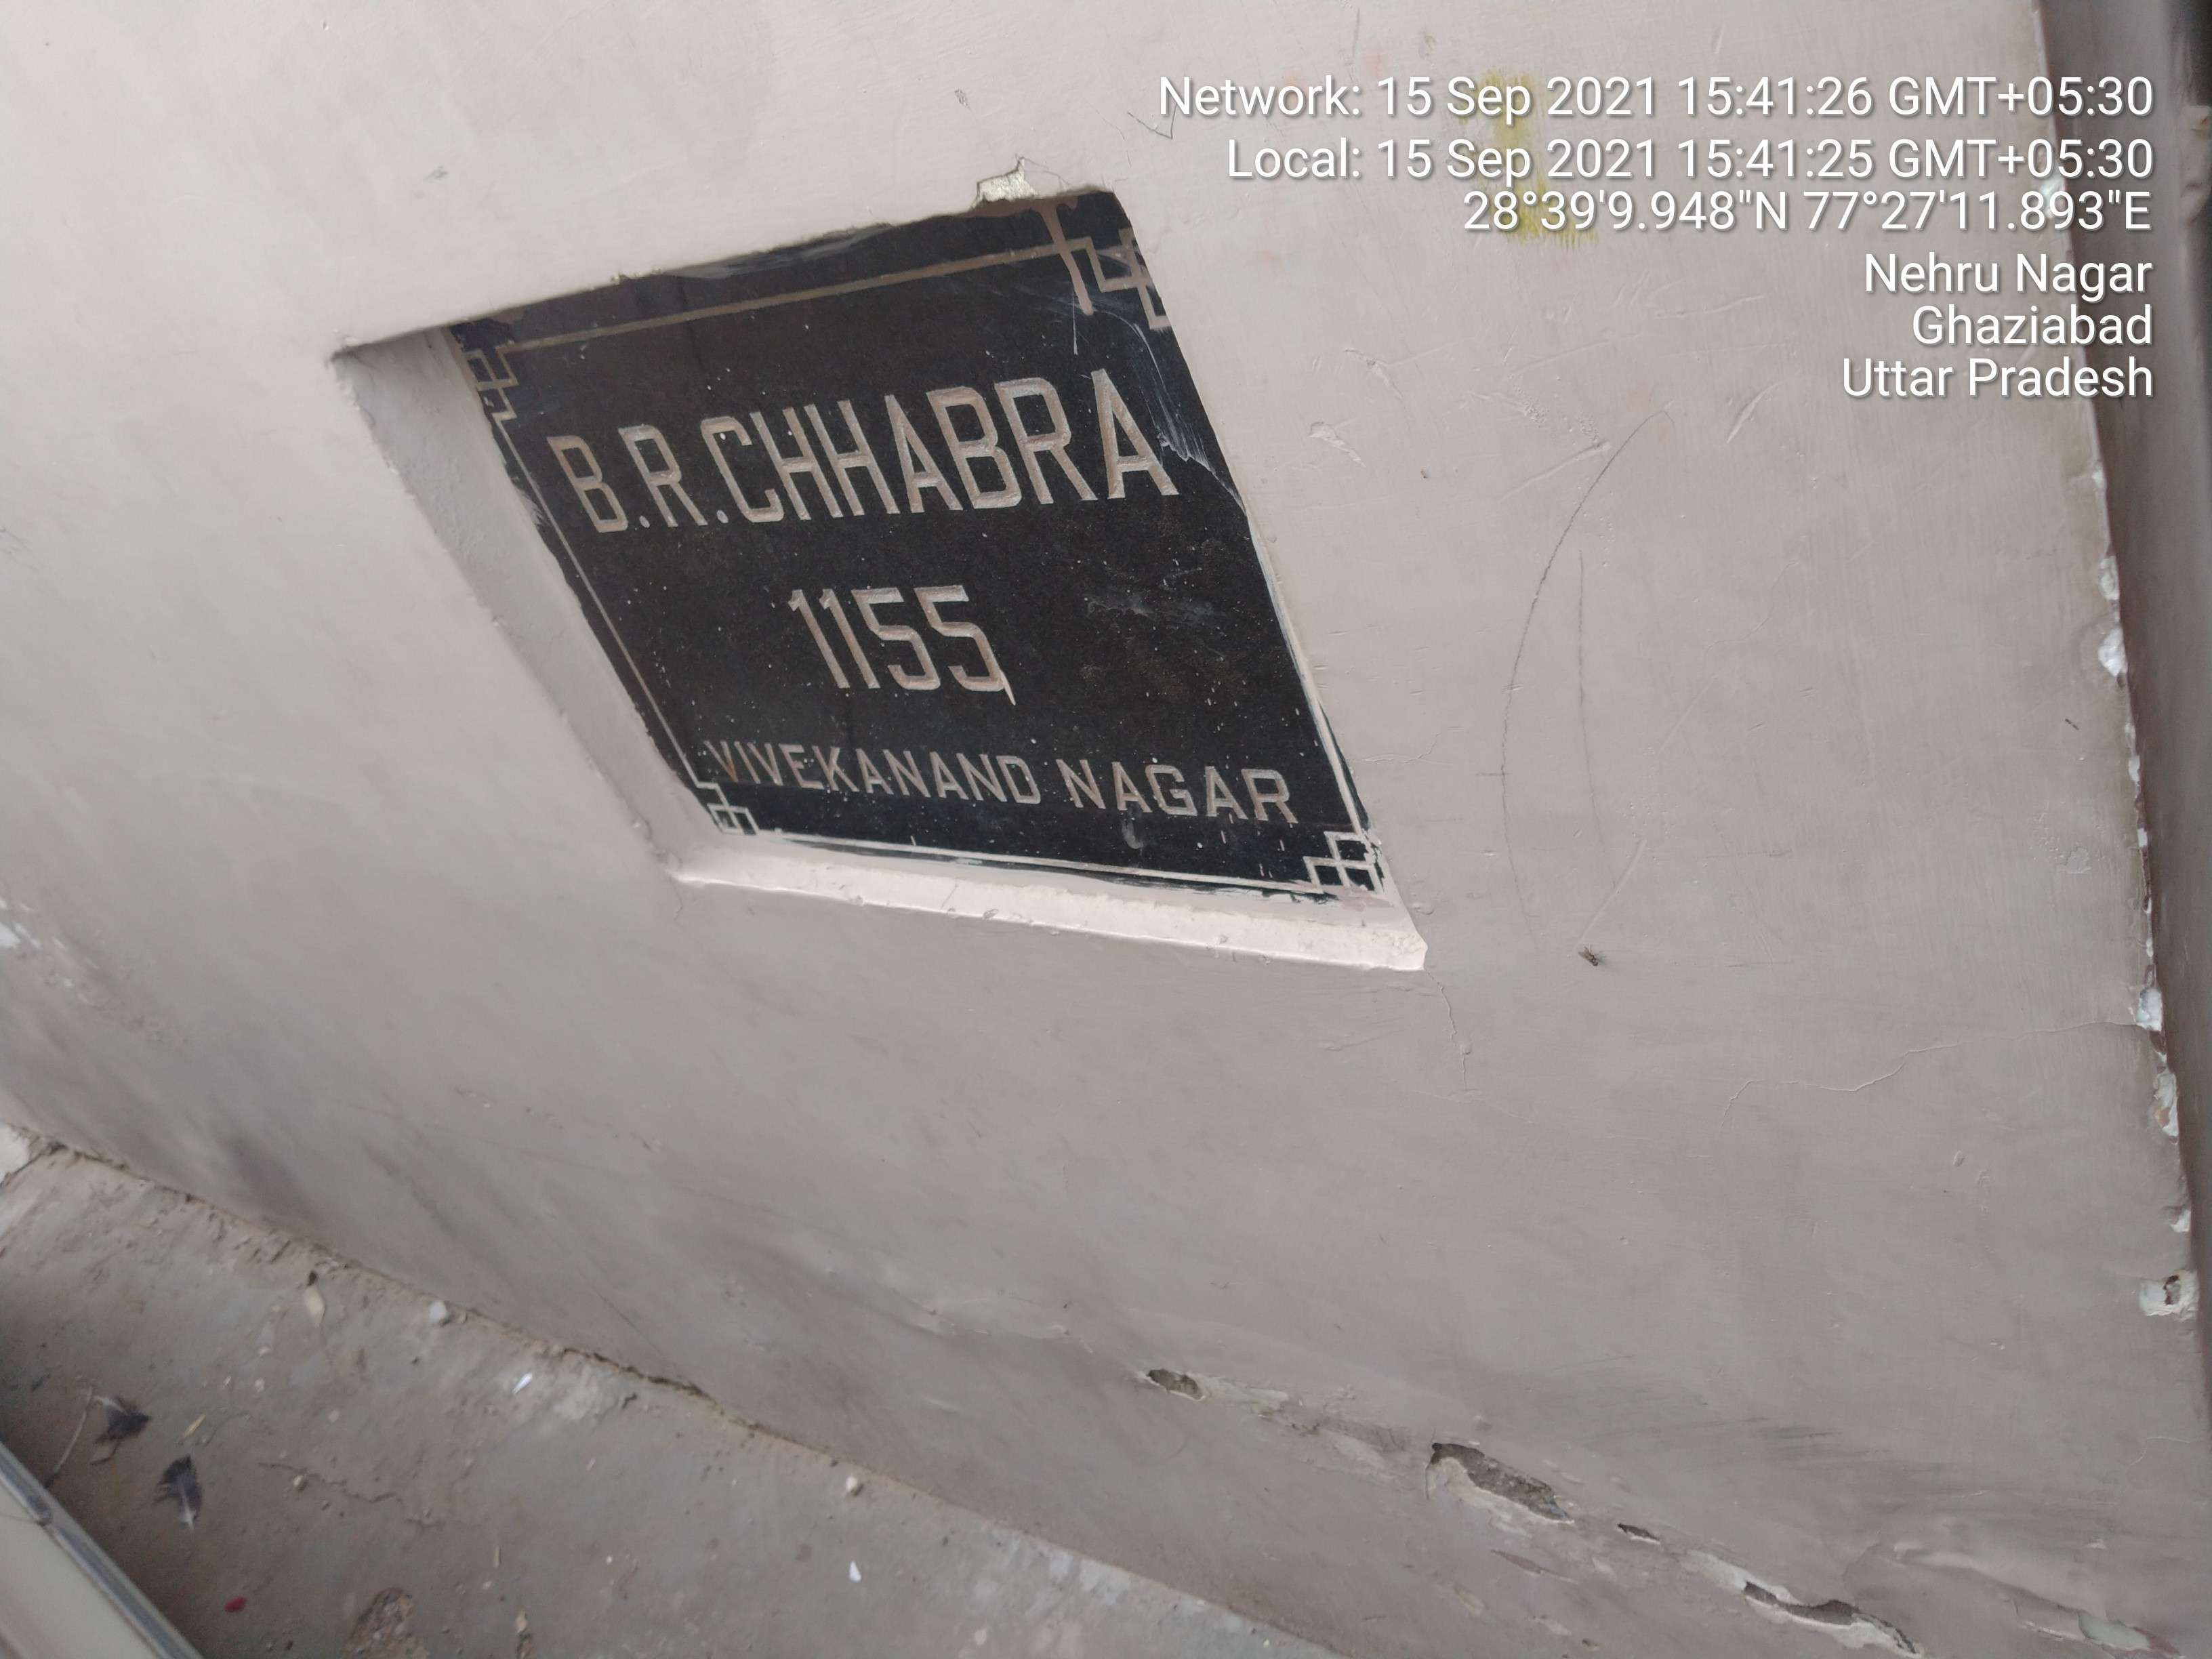 Network: 15 Sep 2021 15:41:26 GMT+05:30
Local: 15 Sep 2021 15:41:25 GMT+05:30
28°39'9.948"N 77°27'11.893"E
Nehru Nagar
Ghaziabad
Uttar Pradesh
B.R.CHHABRA
1155
VIVEKANAND NAGAR